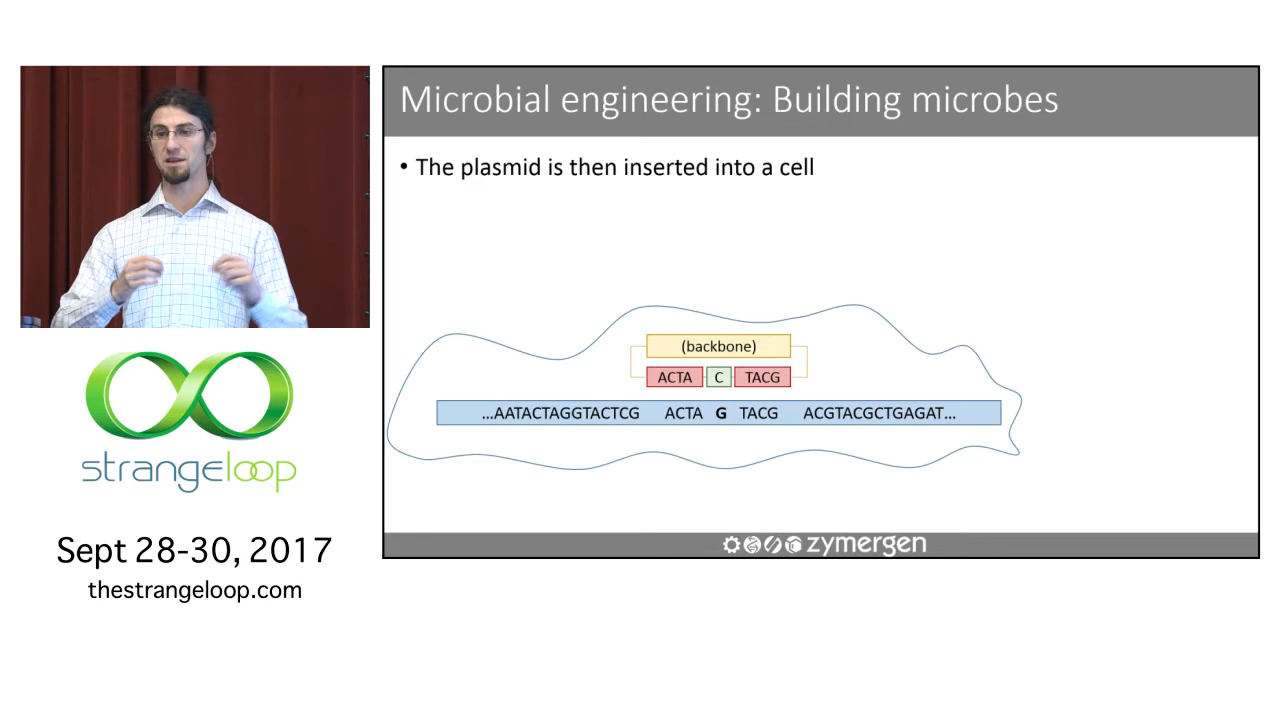 Microbial engineering: Building microbes
• The plasmid is then inserted into a cell
(backbone)
ACTA C TACG
...AATACTAGGTACTCG ACTA G TACG ACGTACGCTGAGAT...
zymergen
strangeloop
Sept 28-30, 2017
thestrangeloop.com